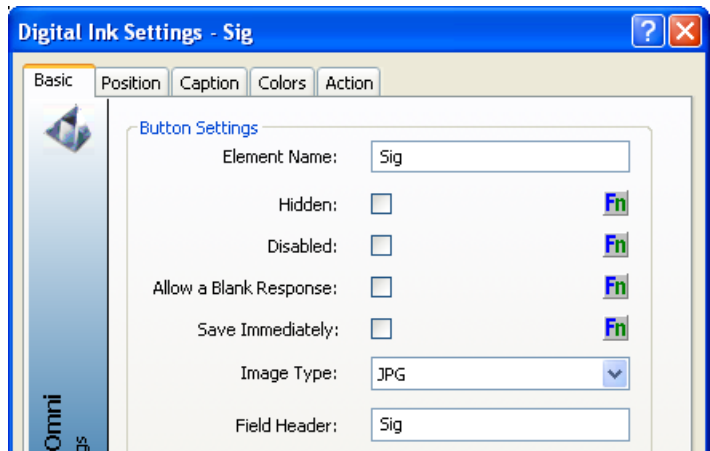 Digital Ink Settings - Sig
Basic Position Caption Colors Action
Button Settings
Element Name: Sig
Hidden: Fn
Disabled: Fn
Allow a Blank Response: Fn
Save Immediately: Fn
Image Type: JPG
Field Header: Sig
Omni